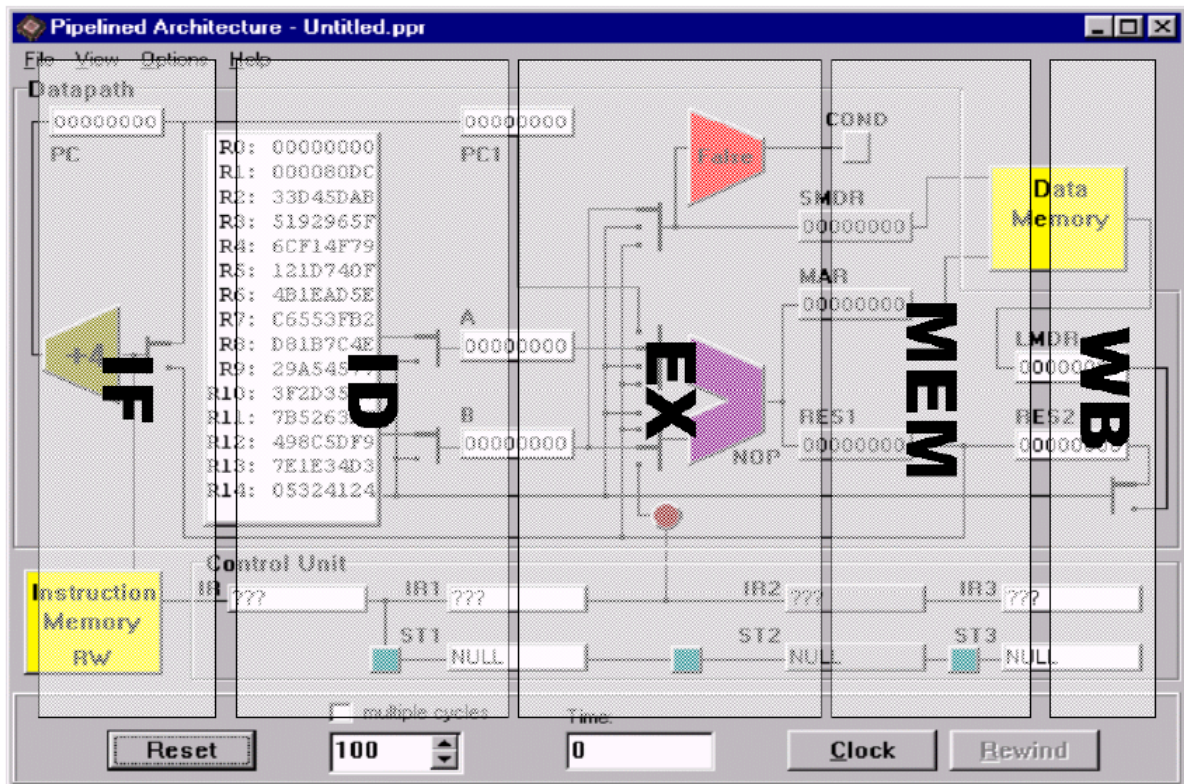 Pipelined Architecture - Untitled.ppr
File View Options Help
Datapath
00000000
PC
00000000
PC1
False
COND
Data
Memory
R0: 00000000
R1: 000080DC
R2: 33D45DAB
R3: 5192965F
R4: 6CF14F79
R5: 121D740F
R6: 4B1EAD5E
R7: C6553FB2
R8: D81B7C4E
R9:
R10:
R11:
R12: 498C5DF9
R13: 7E1E34D3
R14: 05324124
SMDR
00000000
MAR
00000000
+4
A
00000000
B
00000000
NOP
RES1
00000000
LMDR
RES2
IF
ID
EX
MEM
WB
Instruction
Memory
RW
Control Unit
IR ???
IR1 ???
IR2 ???
IR3 ???
ST1 NULL
ST2 NULL
ST3 NULL
multiple cycles
Time:
Reset
100
0
Clock
Rewind